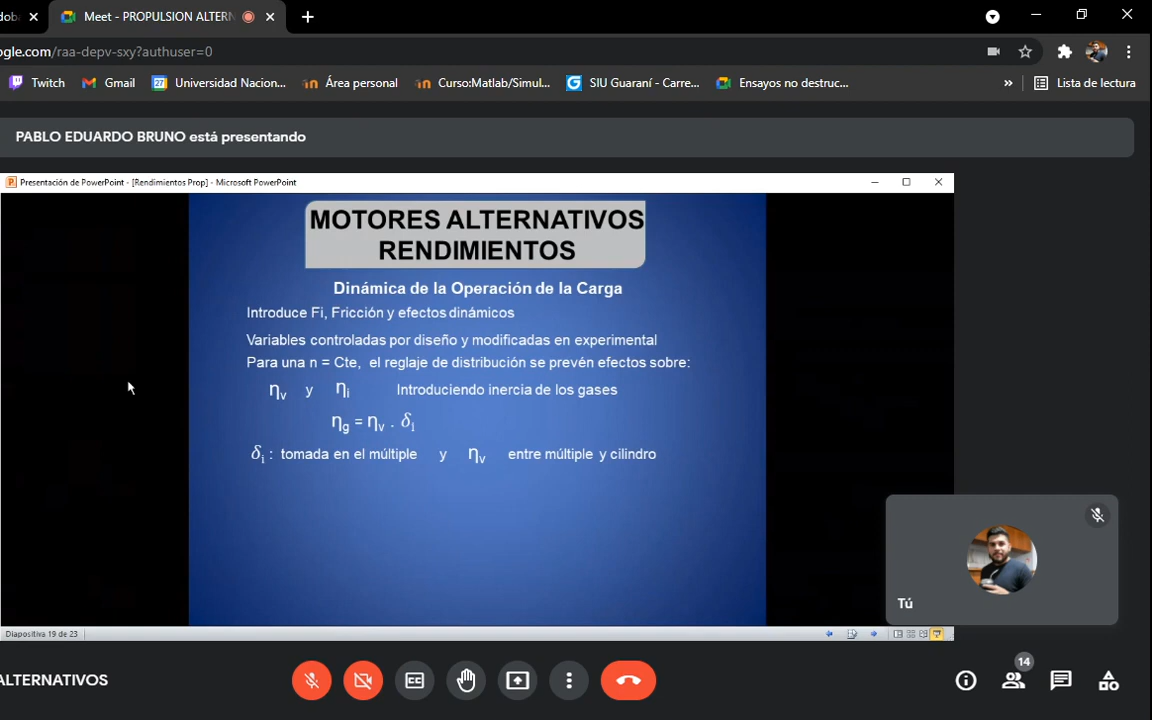 Meet - PROPULSION ALTERN
ogle.com/raa-depv-sxy?authuser=0
Twitch
Gmail
27 Universidad Nacion...
Área personal
Curso:Matlab/Simul...
SIU Guaraní - Carre...
Ensayos no destruc...
»
Lista de lectura
PABLO EDUARDO BRUNO está presentando
Presentación de PowerPoint - [Rendimientos Prop] - Microsoft PowerPoint
MOTORES ALTERNATIVOS
RENDIMIENTOS
Dinámica de la Operación de la Carga
Introduce Fi, Fricción y efectos dinámicos
Variables controladas por diseño y modificadas en experimental
Para una n = Cte, el reglaje de distribución se prevén efectos sobre:
ηv y ηi Introduciendo inercia de los gases
ηg = ηv . δi
δi : tomada en el múltiple y ηv entre múltiple y cilindro
Tú
Diapositiva 19 de 23
ALTERNATIVOS
14